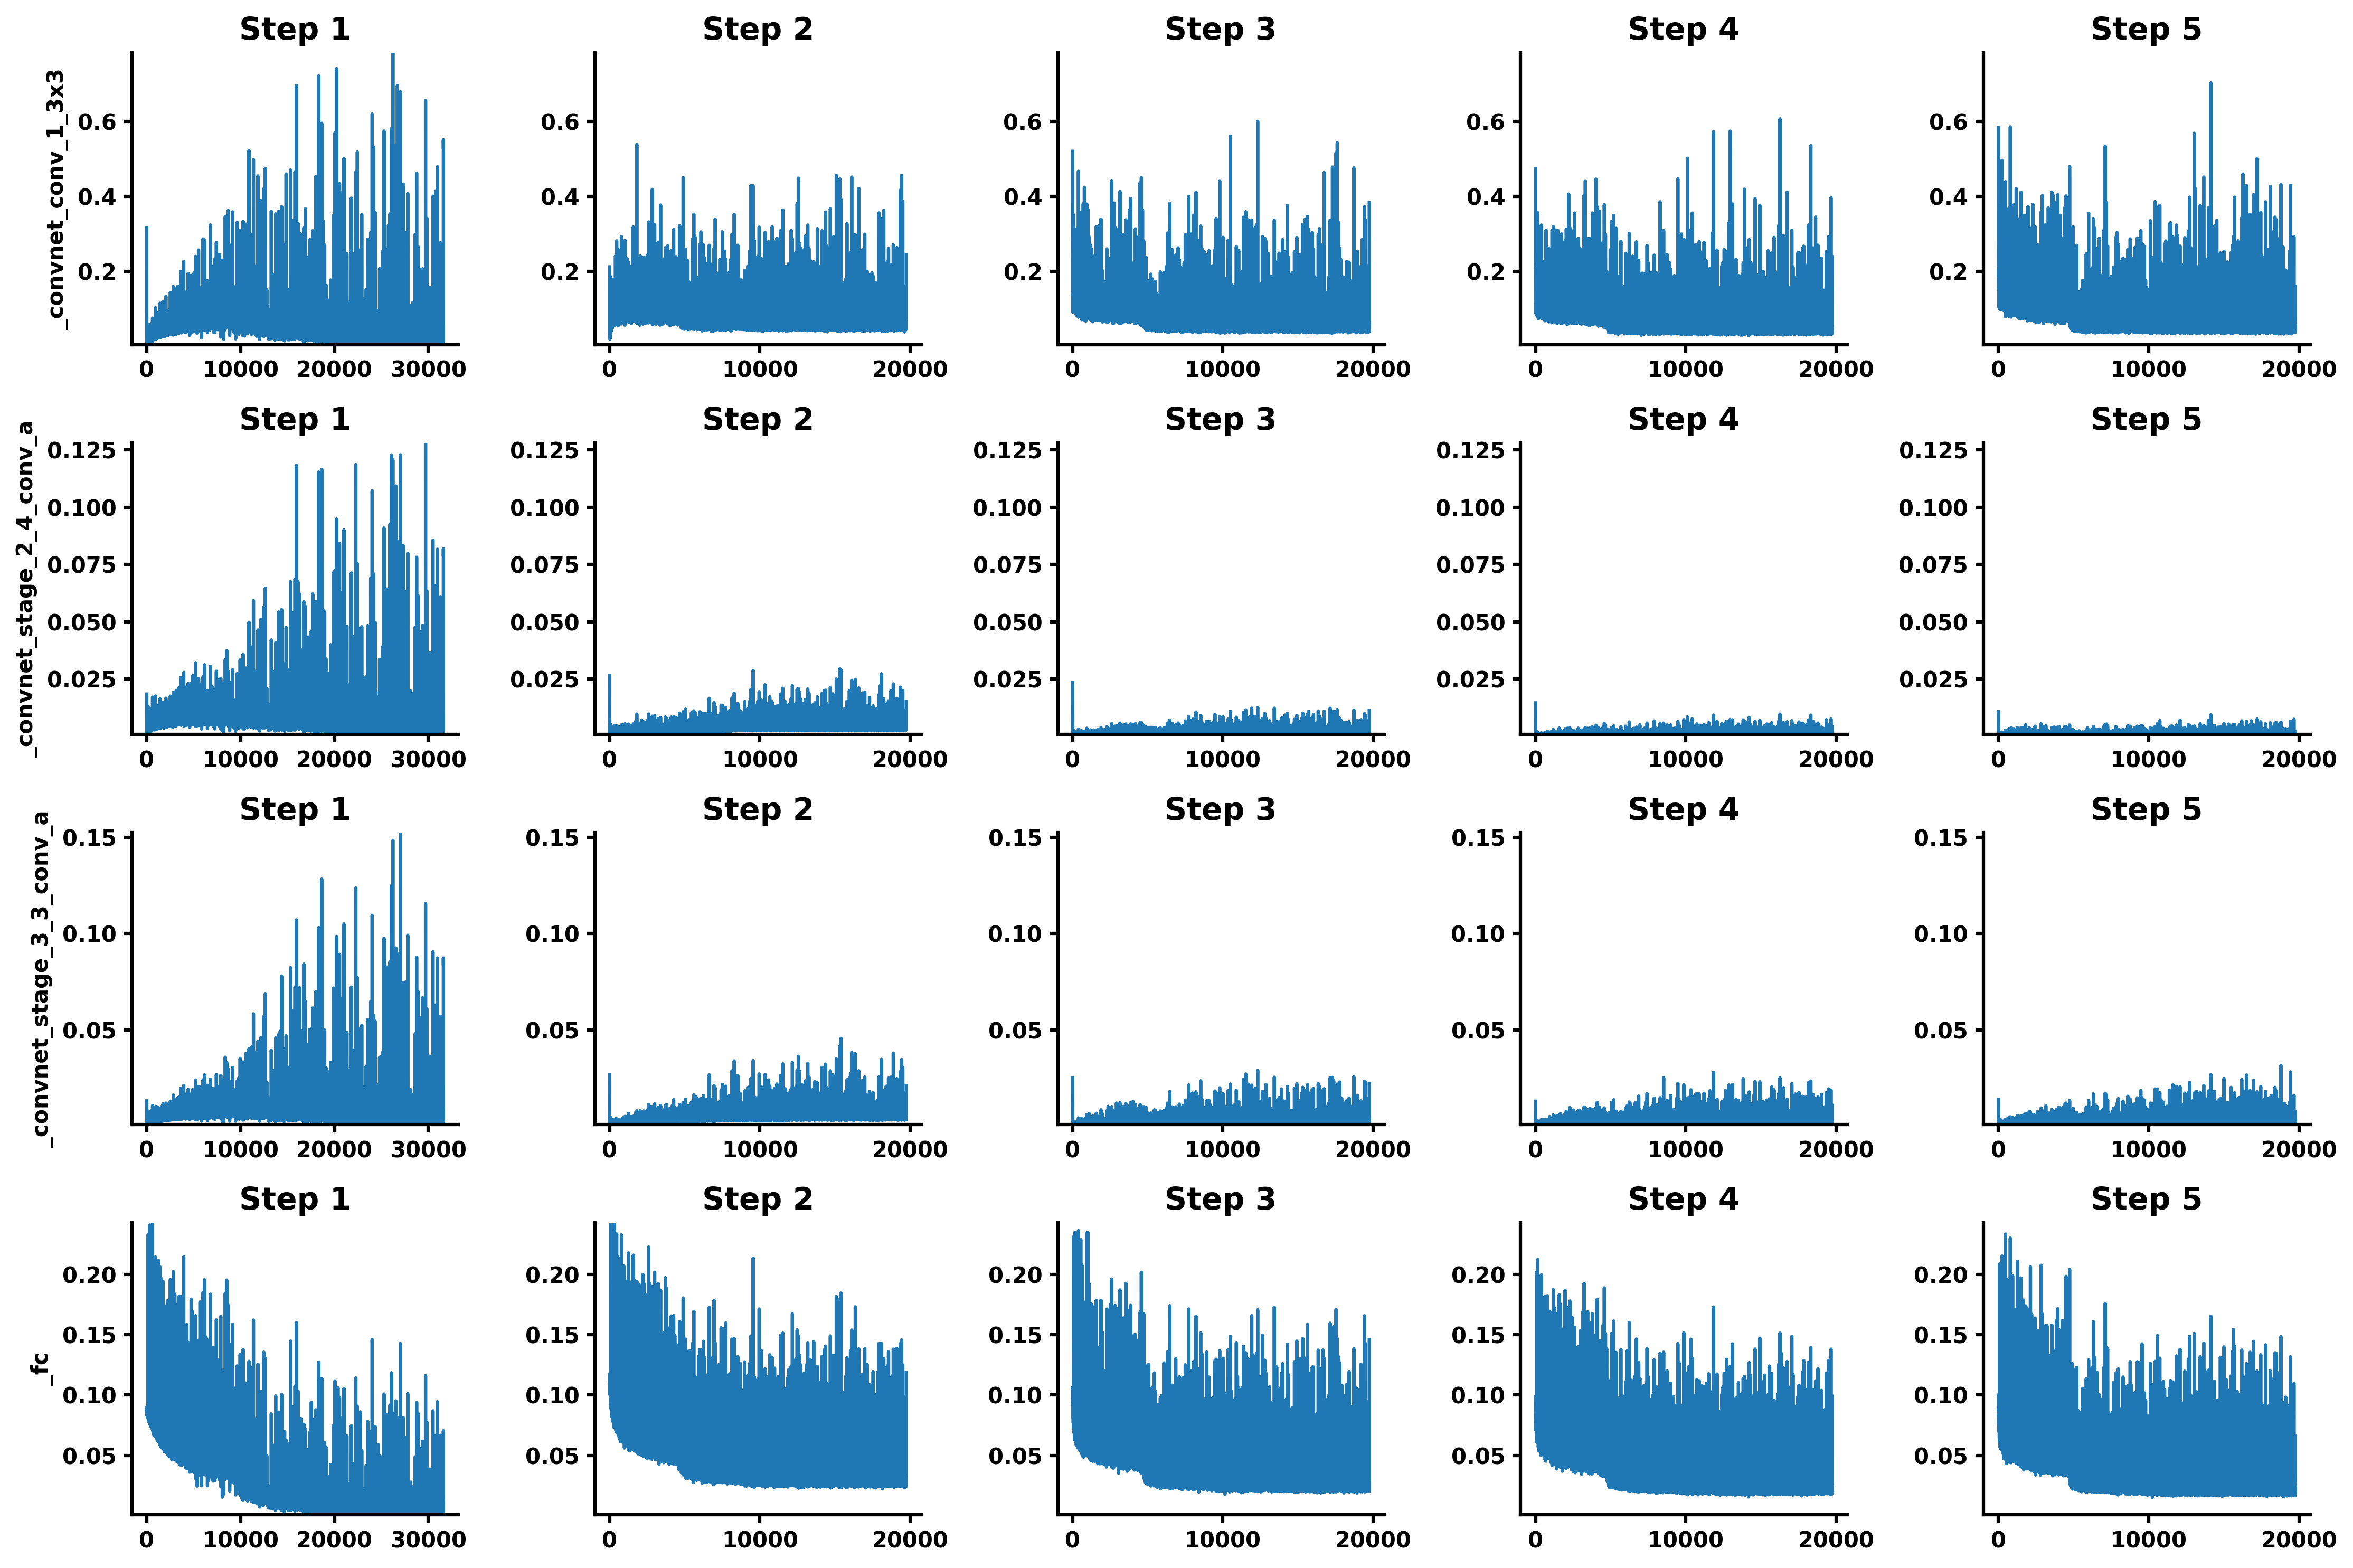 Step 1 Step 2 Step 3 Step 4 Step 5
_convnet_conv_1_3x3
0.6 0.6 0.6 0.6 0.6
0.4 0.4 0.4 0.4 0.4
0.2 0.2 0.2 0.2 0.2
0 10000 20000 30000 0 10000 20000 0 10000 20000 0 10000 20000 0 10000 20000
Step 1 Step 2 Step 3 Step 4 Step 5
_convnet_stage_2_4_conv_a
0.125 0.125 0.125 0.125 0.125
0.100 0.100 0.100 0.100 0.100
0.075 0.075 0.075 0.075 0.075
0.050 0.050 0.050 0.050 0.050
0.025 0.025 0.025 0.025 0.025
0 10000 20000 30000 0 10000 20000 0 10000 20000 0 10000 20000 0 10000 20000
Step 1 Step 2 Step 3 Step 4 Step 5
_convnet_stage_3_3_conv_a
0.15 0.15 0.15 0.15 0.15
0.10 0.10 0.10 0.10 0.10
0.05 0.05 0.05 0.05 0.05
0 10000 20000 30000 0 10000 20000 0 10000 20000 0 10000 20000 0 10000 20000
Step 1 Step 2 Step 3 Step 4 Step 5
_fc
0.20 0.20 0.20 0.20 0.20
0.15 0.15 0.15 0.15 0.15
0.10 0.10 0.10 0.10 0.10
0.05 0.05 0.05 0.05 0.05
0 10000 20000 30000 0 10000 20000 0 10000 20000 0 10000 20000 0 10000 20000